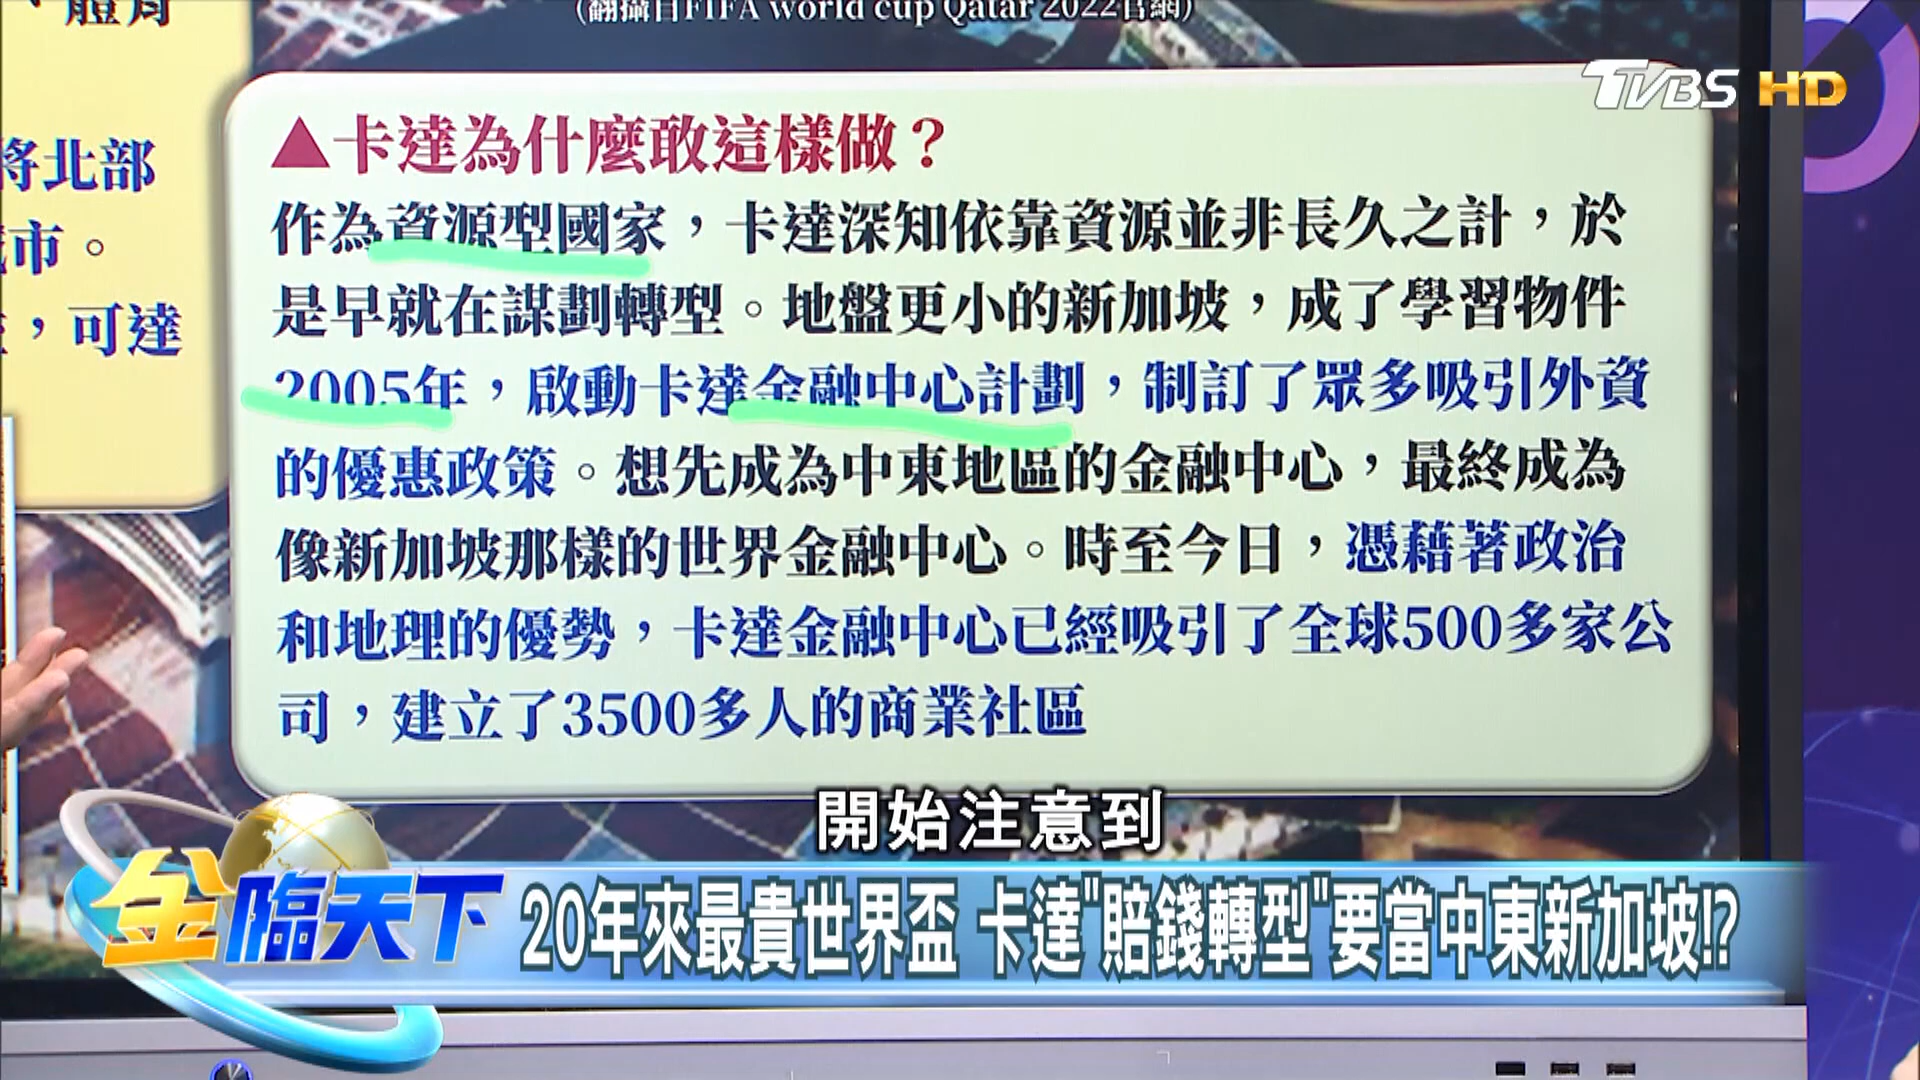 (翻攝自FIFA world cup Qatar 2022官網)
TVBS HD
將北部
城市。
，可達
▲卡達為什麼敢這樣做？
作為資源型國家，卡達深知依靠資源並非長久之計，於
是早就在謀劃轉型。地盤更小的新加坡，成了學習物件
2005年，啟動卡達金融中心計劃，制訂了眾多吸引外資
的優惠政策。想先成為中東地區的金融中心，最終成為
像新加坡那樣的世界金融中心。時至今日，憑藉著政治
和地理的優勢，卡達金融中心已經吸引了全球500多家公
司，建立了3500多人的商業社區
開始注意到
金臨天下
20年來最貴世界盃 卡達"賠錢轉型"要當中東新加坡!?